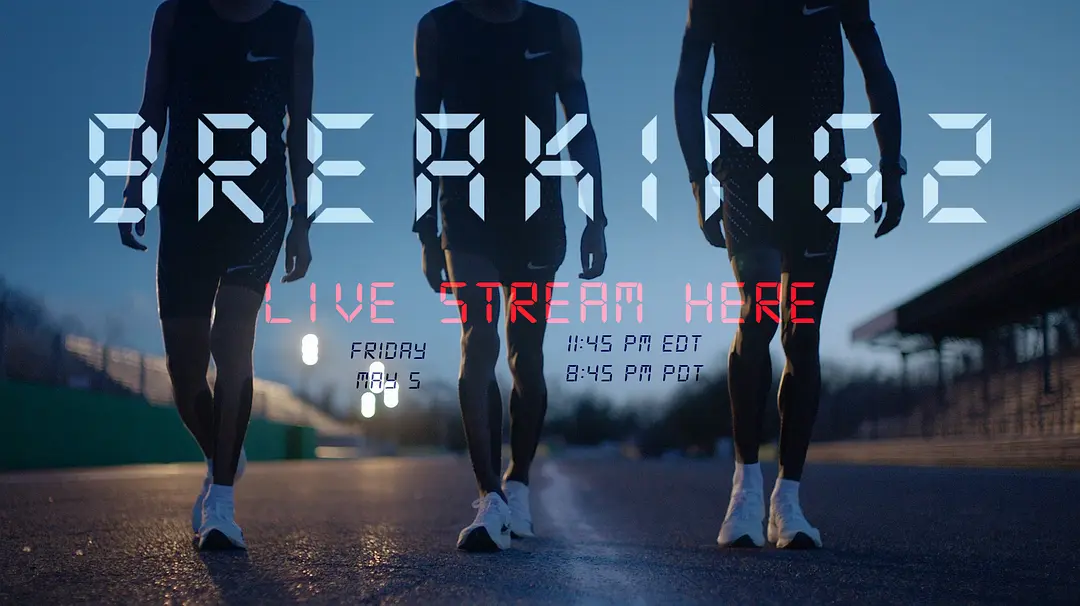 BREAKING2
LIVE STREAM HERE
FRIDAY
MAY 5
11:45 PM EDT
8:45 PM PDT